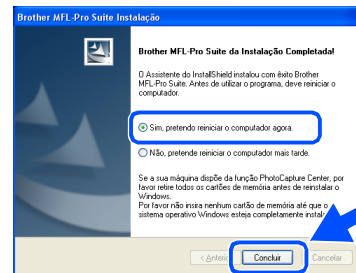 Brother MFL-Pro Suite Instalação
Brother MFL-Pro Suite da Instalação Completada!
O Assistente do InstallShield instalou com êxito Brother
MFL-Pro Suite. Antes de utilizar o programa, deve reiniciar o
computador.
Sim, pretendo reiniciar o computador agora.
Não, pretende reiniciar o computador mais tarde.
Se a sua máquina dispõe da função PhotoCapture Center, por
favor retire todos os cartões de memória antes de reinstalar o
Windows.
Por favor não insira nenhum cartão de memória até que o
sistema operativo Windows esteja completamente
< Anterior Concluir Cancelar